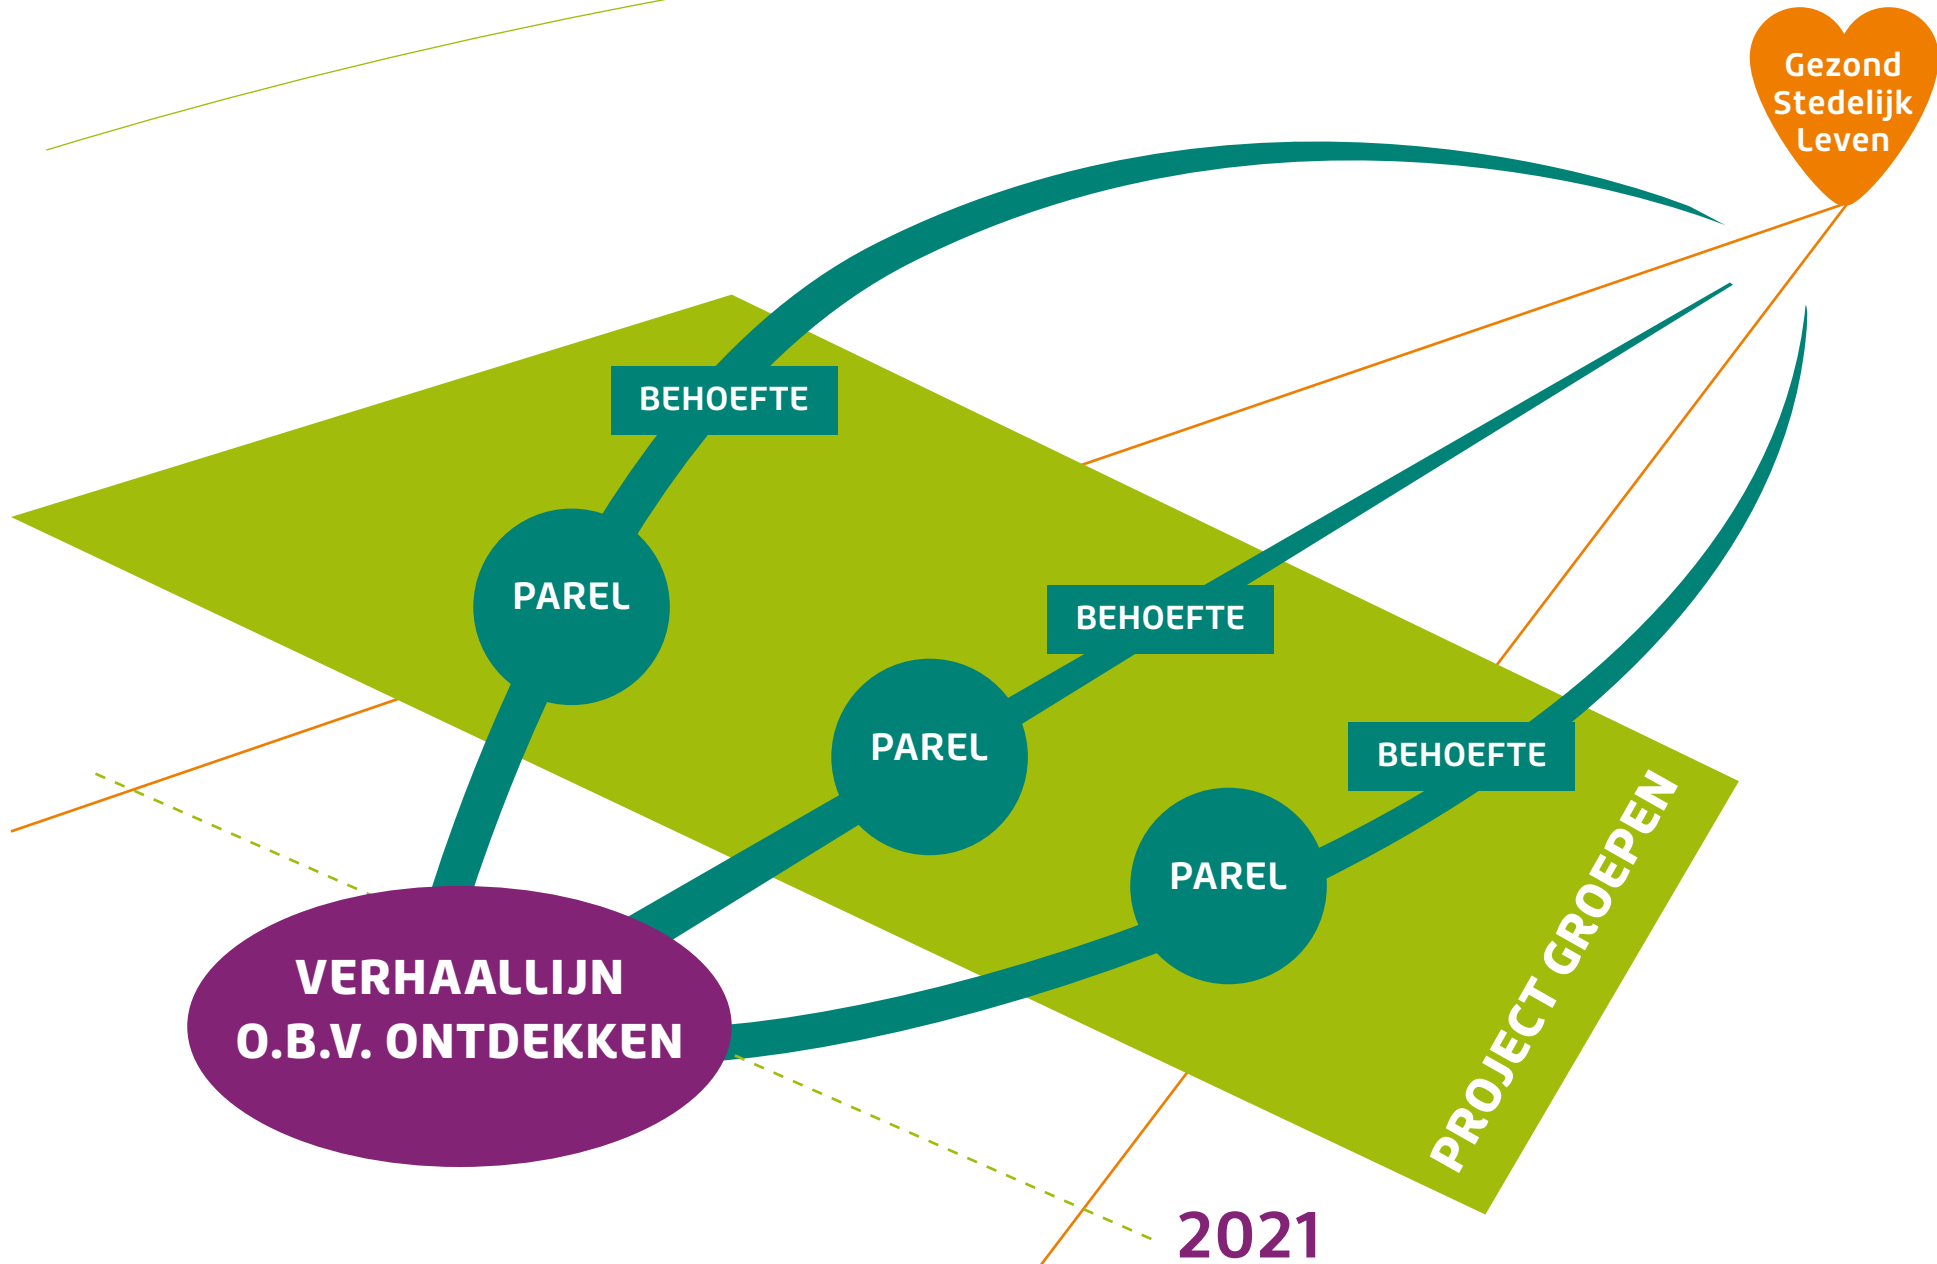 Gezond
Stedelijk
Leven
BEHOEFTE
PAREL
BEHOEFTE
PAREL
BEHOEFTE
PAREL
PROJECT GROEPEN
VERHAALLIJN
O.B.V. ONTDEKKEN
2021